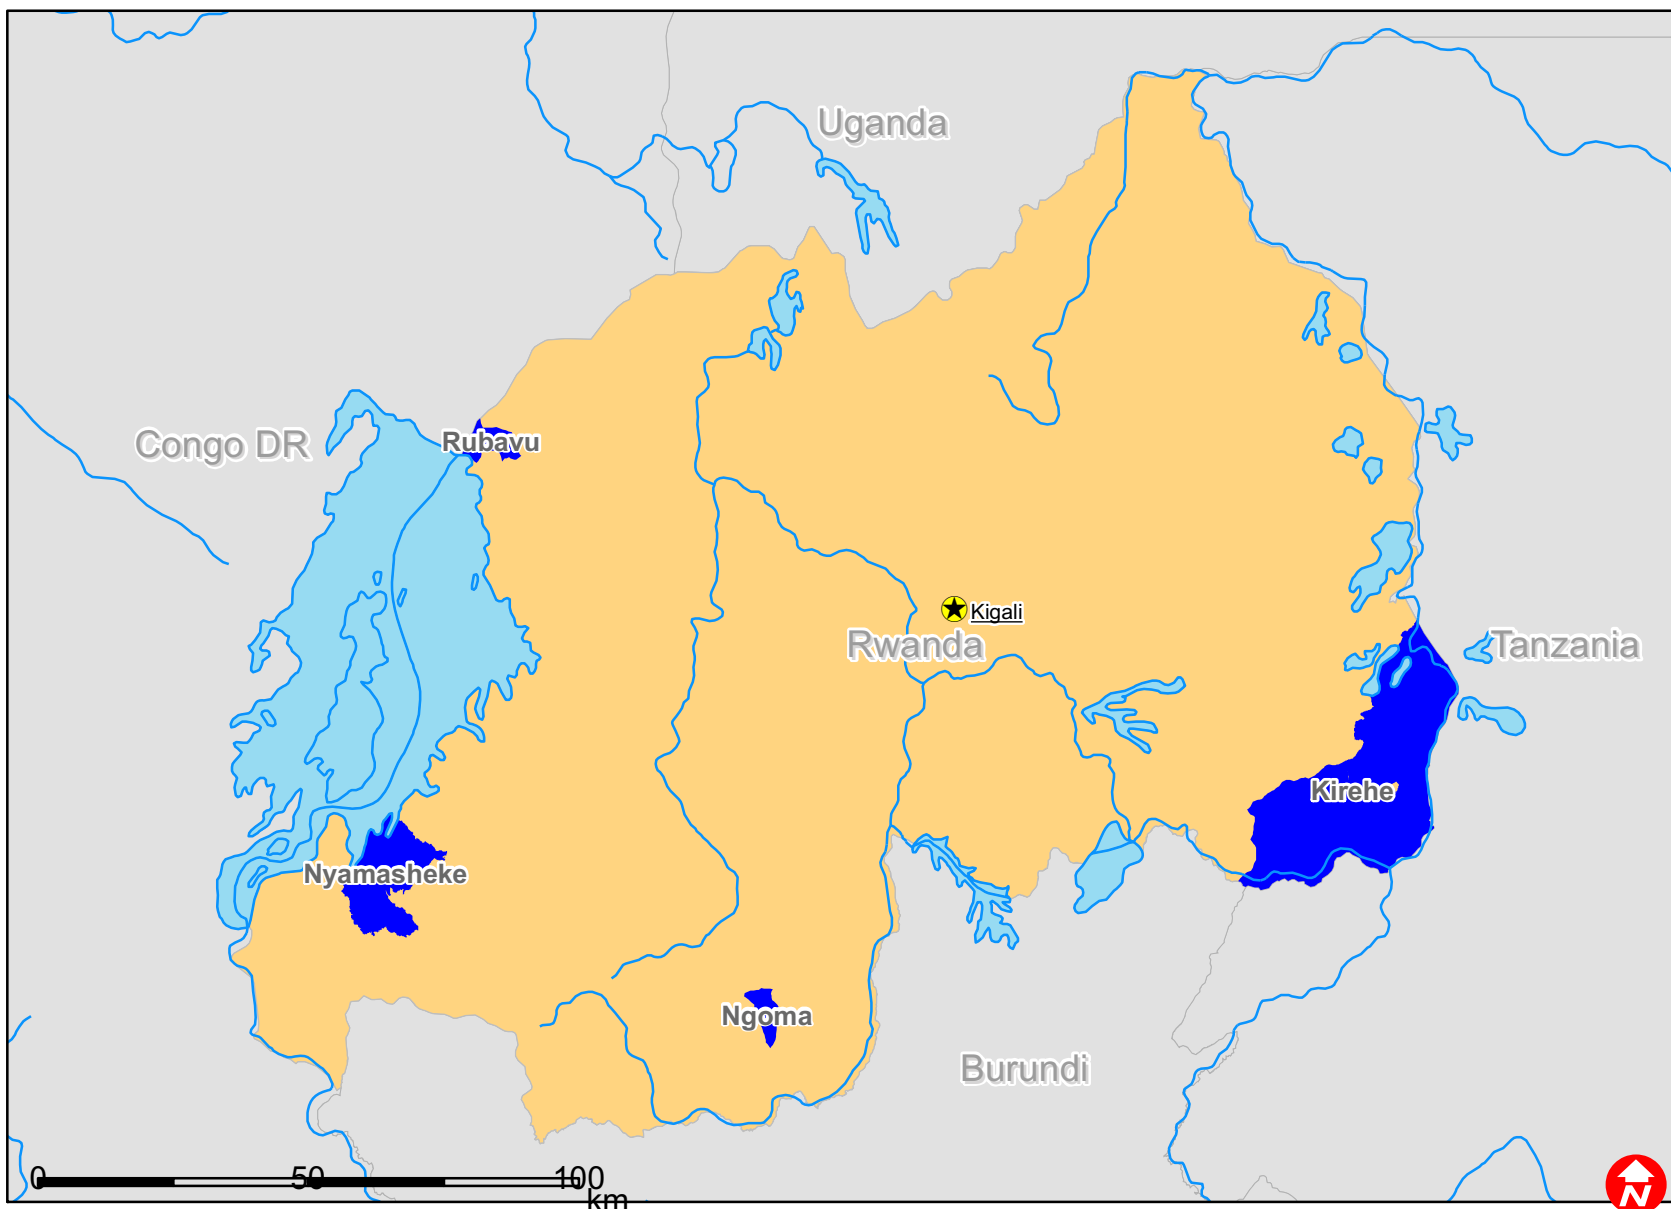 Uganda
Congo DR
Rubavu
Kigali
Rwanda
Tanzania
Kirehe
Nyamasheke
Ngoma
Burundi
0 50 100
km
N